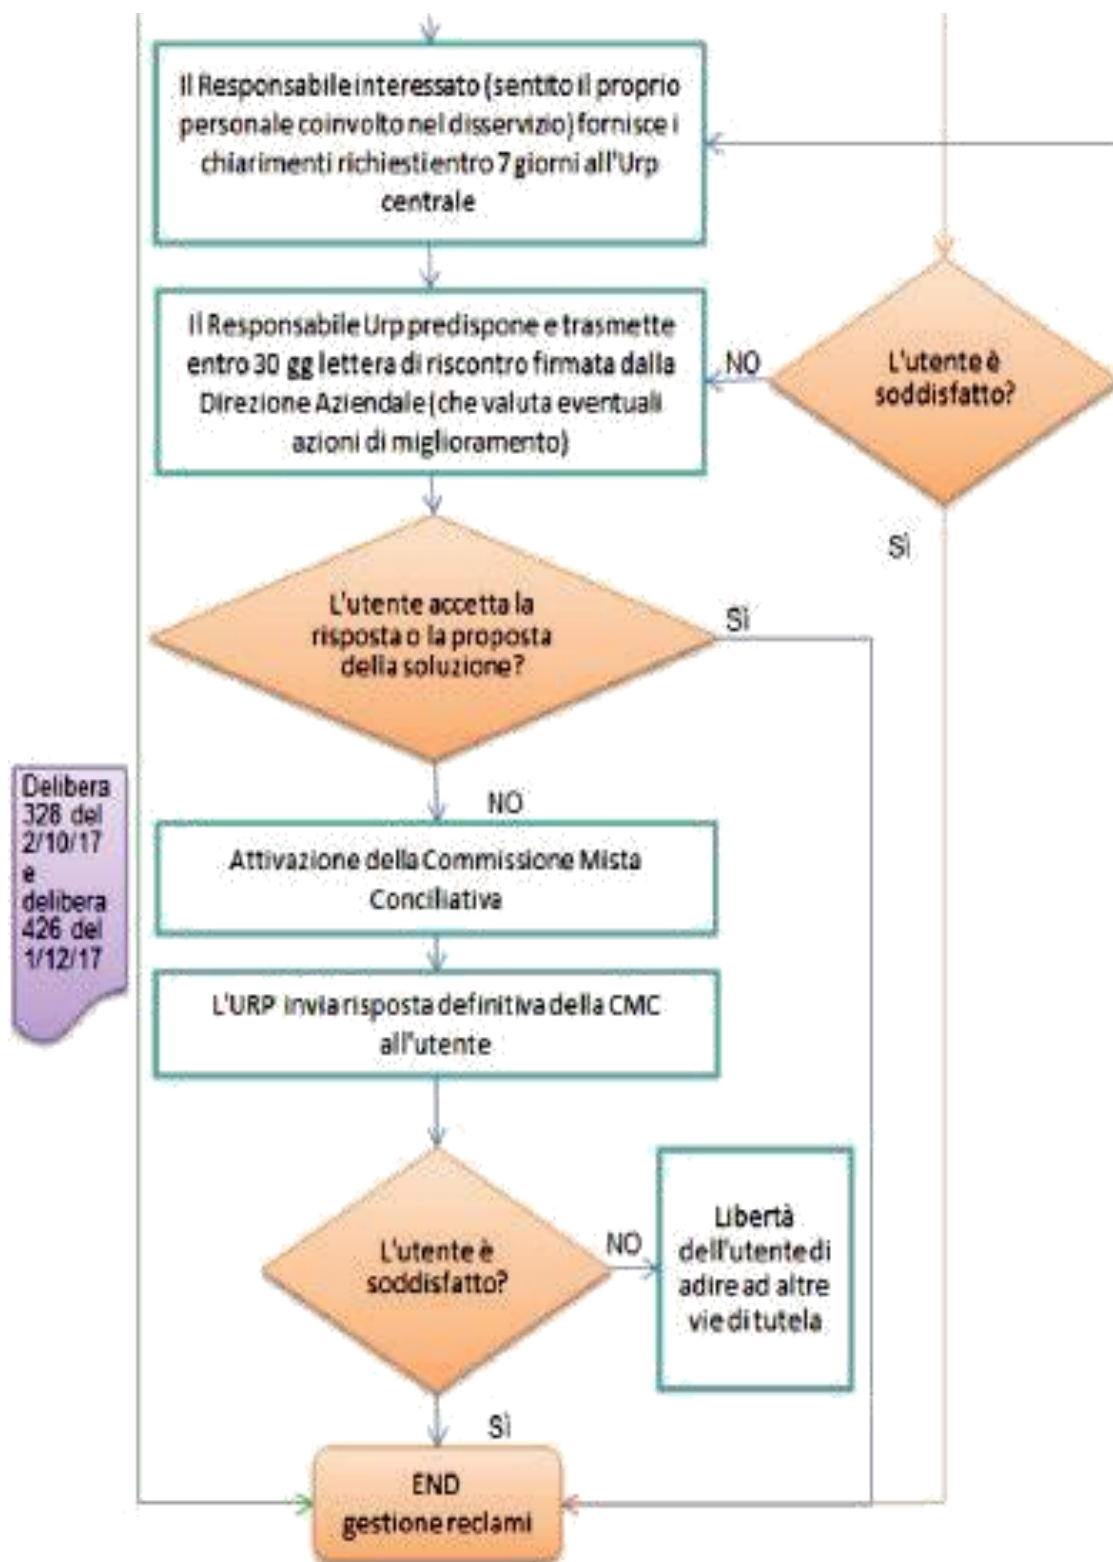 Il Responsabile interessato (sentito il proprio
personale coinvolto nel disservizio) fornisce i
chiarimenti richiesti entro 7 giorni all'Urp
centrale
Il Responsabile Urp predispone e trasmette
entro 30 gg lettera di riscontro firmata dalla
Direzione Aziendale (che valuta eventuali
azioni di miglioramento)
NO
L'utente è
soddisfatto?
Sì
L'utente accetta la
risposta o la proposta
della soluzione?
Sì
NO
Delibera
328 del
2/10/17
e
delibera
426 del
1/12/17
Attivazione della Commissione Mista
Conciliativa
L'URP invia risposta definitiva della CMC
all'utente
L'utente è
soddisfatto?
NO
Libertà
dell'utente di
adire ad altre
vie di tutela
Sì
END
gestione reclami